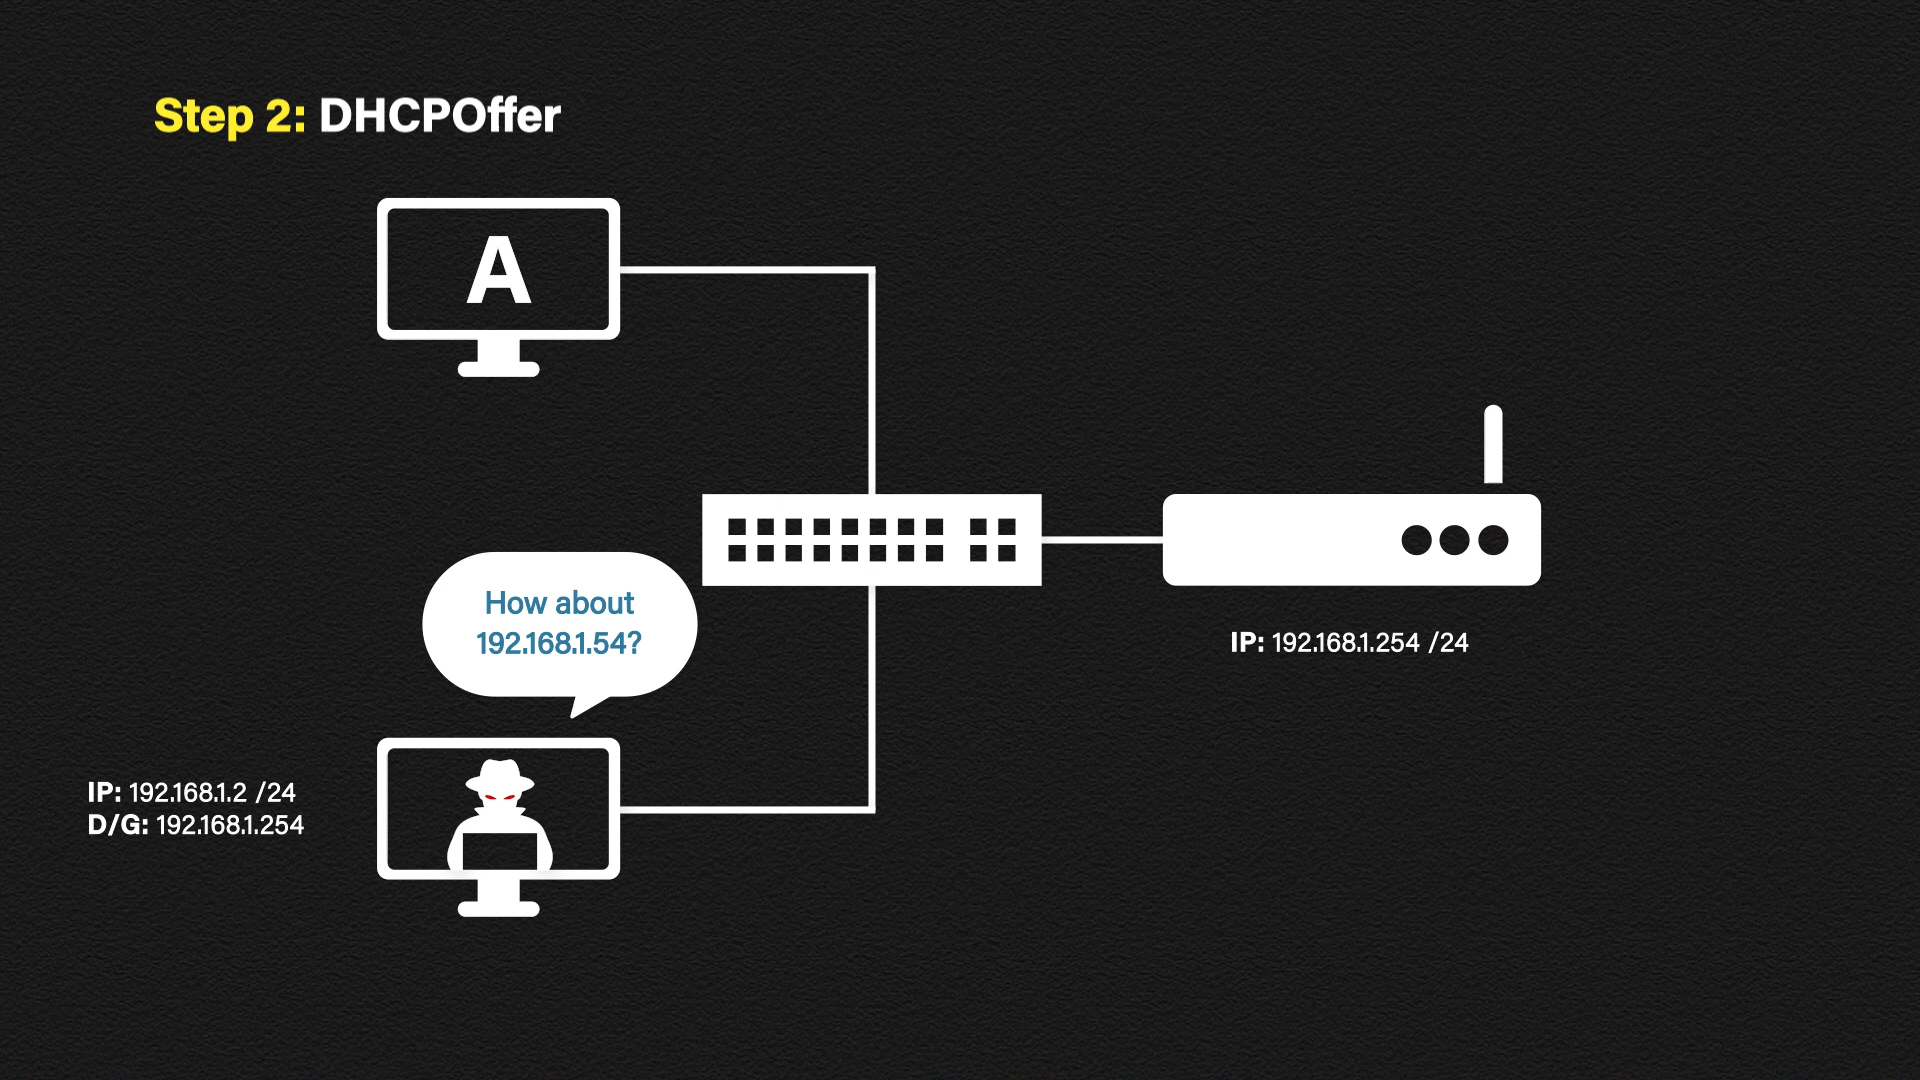 Step 2: DHCPOffer
A
How about
192.168.1.54?
IP: 192.168.1.254 /24
IP: 192.168.1.2 /24
D/G: 192.168.1.254